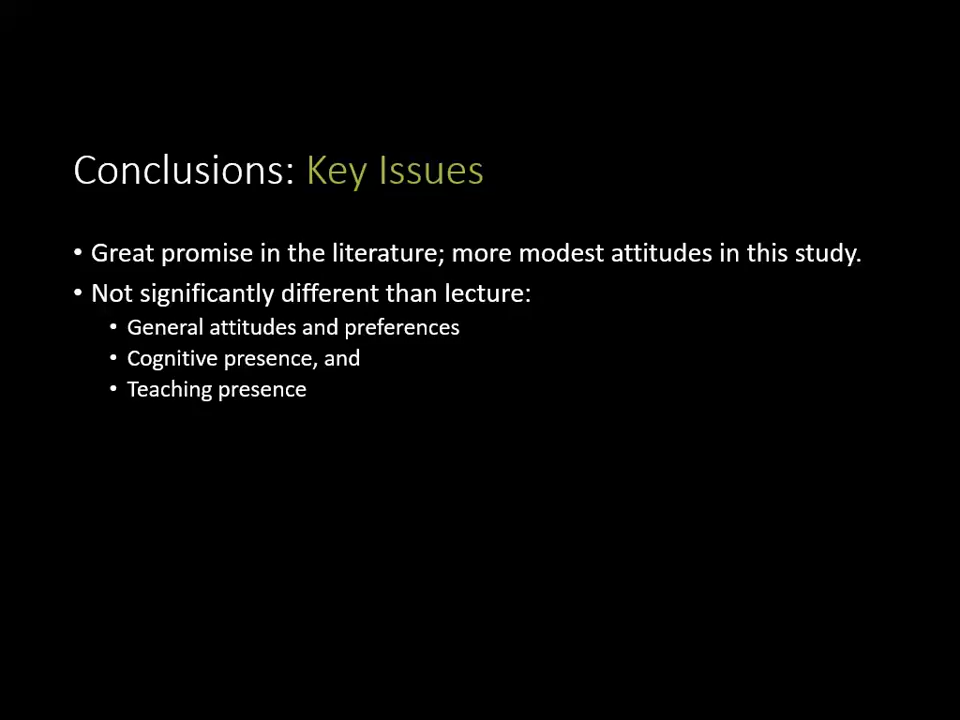 Conclusions: Key Issues
• Great promise in the literature; more modest attitudes in this study.
• Not significantly different than lecture:
• General attitudes and preferences
• Cognitive presence, and
• Teaching presence